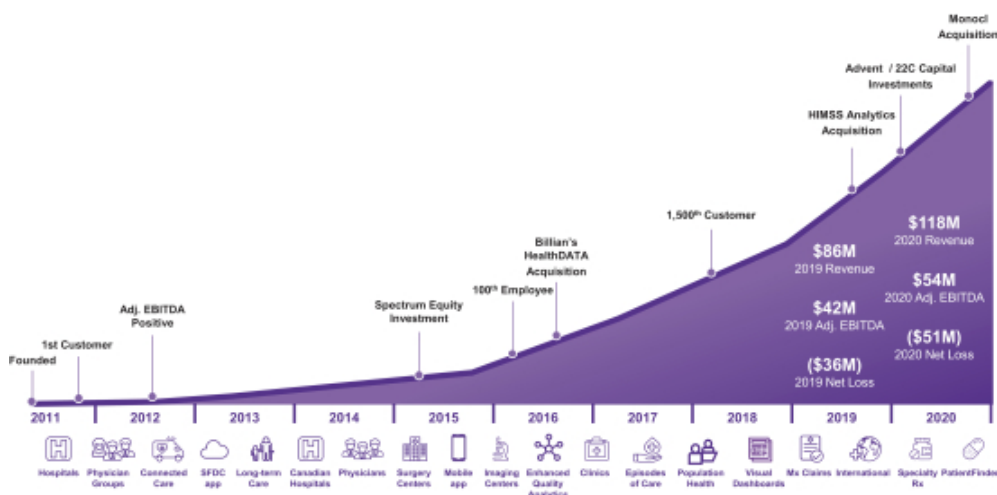 Monocl
Acquisition
Advent / 22C Capital
Investments
HIMSS Analytics
Acquisition
1,500th Customer
Billian's
HealthDATA
Acquisition
100th Employee
Spectrum Equity
Investment
Adj. EBITDA
Positive
1st Customer
Founded
$86M
2019 Revenue
$42M
2019 Adj. EBITDA
($36M)
2019 Net Loss
$118M
2020 Revenue
$54M
2020 Adj. EBITDA
($51M)
2020 Net Loss
2011 2012 2013 2014 2015 2016 2017 2018 2019 2020
Hospitals
Physician
Groups
Connected
Care
SFDC
app
Long-term
Care
Canadian
Hospitals
Physicians
Surgery
Centers
Mobile
app
Imaging
Centers
Enhanced
Quality
Analytics
Clinics
Episodes
of Care
Population
Health
Visual
Dashboards
Mx Claims
International
Specialty
Rx
PatientFinder